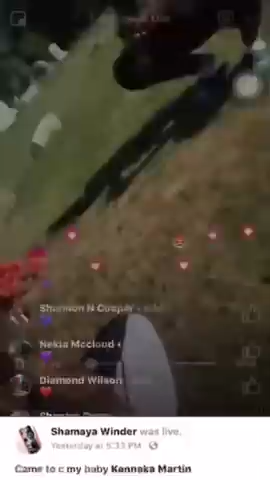 Shannon N Cooper
Nekia Mccloud
Diamond Wilson
Shamaya Winder was live.
Yesterday at 5:33 PM
Came to c my baby Kenneka Martin